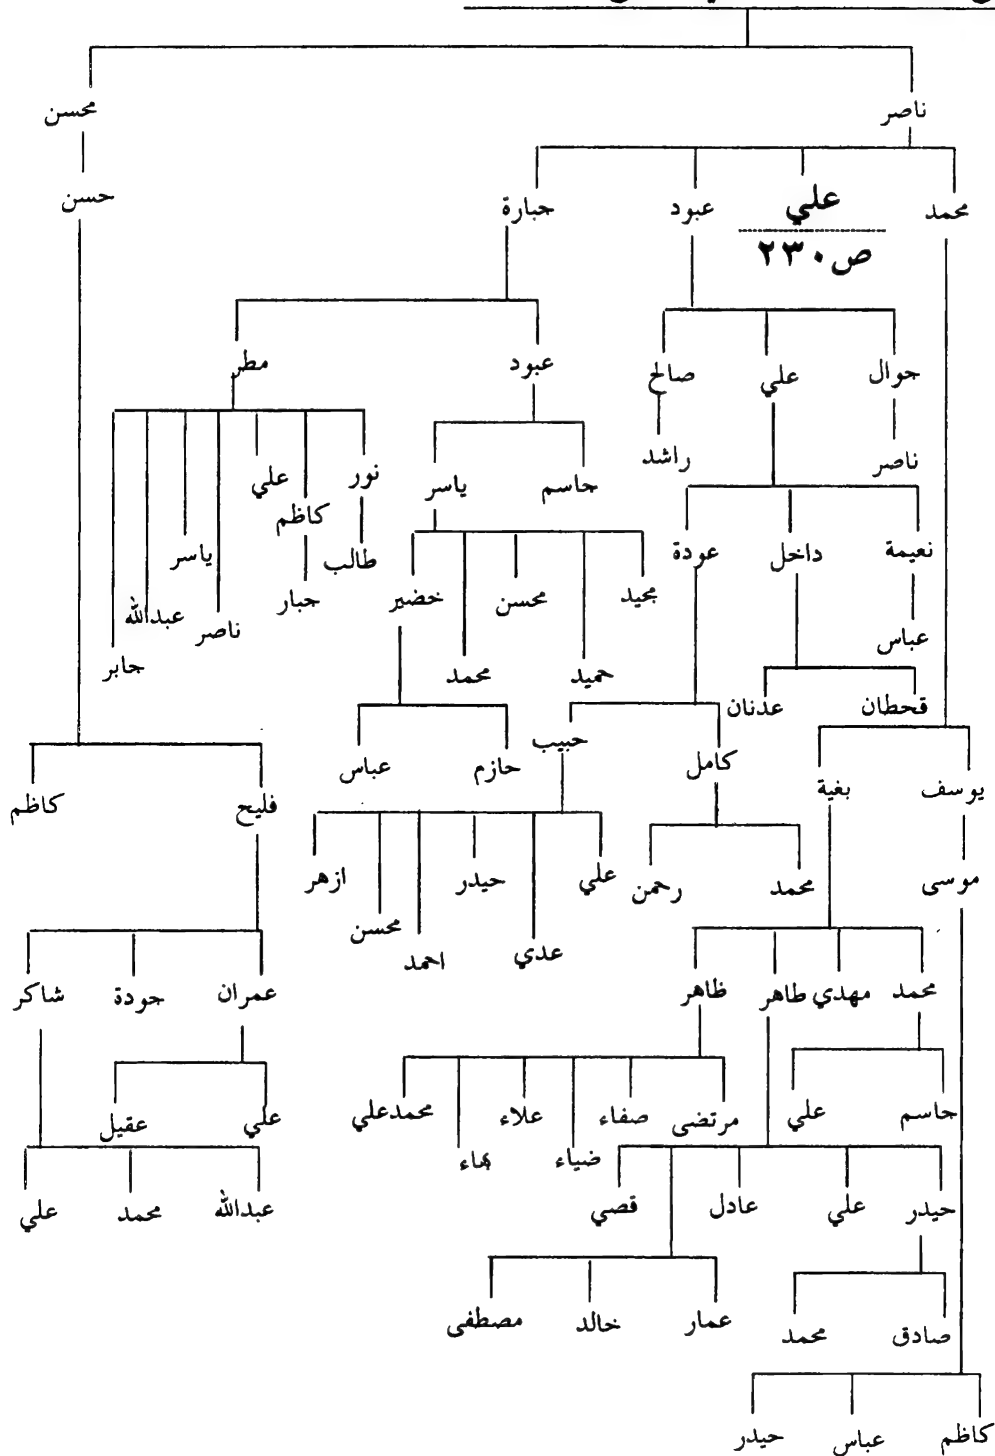 محسن ناصر
حسن
جبارة عبود علي محمد
ص٢٣٠
مطر عبود صالح علي جوال
راشد ناصر
علي نور ياسر جاسم
كاظم
ياسر طالب عودة داخل نعيمة
عبدالله جبار خضير محسن مجيد
ناصر عباس
جابر محمد حميد
عدنان قحطان
حبيب
عباس حازم كامل
كاظم فليح بغية يوسف
ازهر حيدر علي رحمن محمد موسى
محسن
احمد عدي
شاكر جودة عمران ظاهر طاهر مهدي محمد
محمدعلي علاء صفاء مرتضى علي جاسم
عقيل علي
ضياء
علي محمد عبدالله قصي عادل علي حيدر
مصطفى خالد عمار محمد صادق
حيدر عباس كاظم